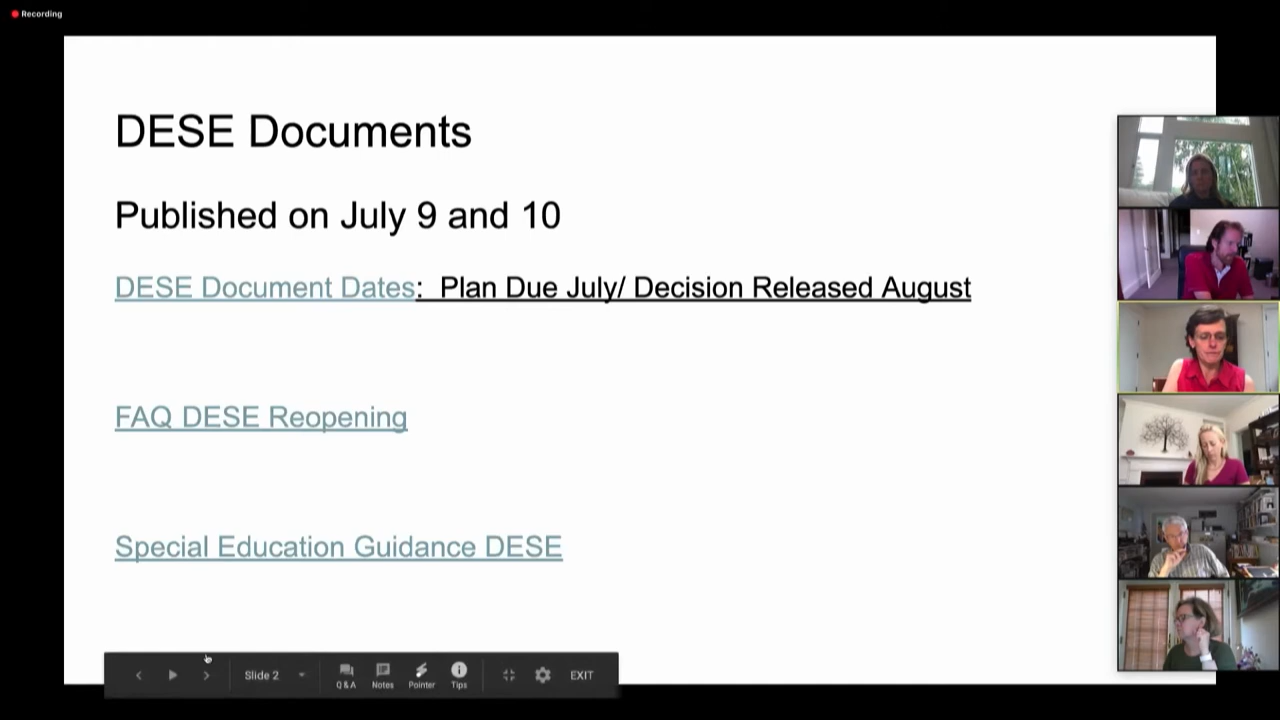 Recording
DESE Documents
Published on July 9 and 10
DESE Document Dates:  Plan Due July/ Decision Released August
FAQ DESE Reopening
Special Education Guidance DESE
Slide 2
Q & A
Notes
Pointer
Tips
EXIT